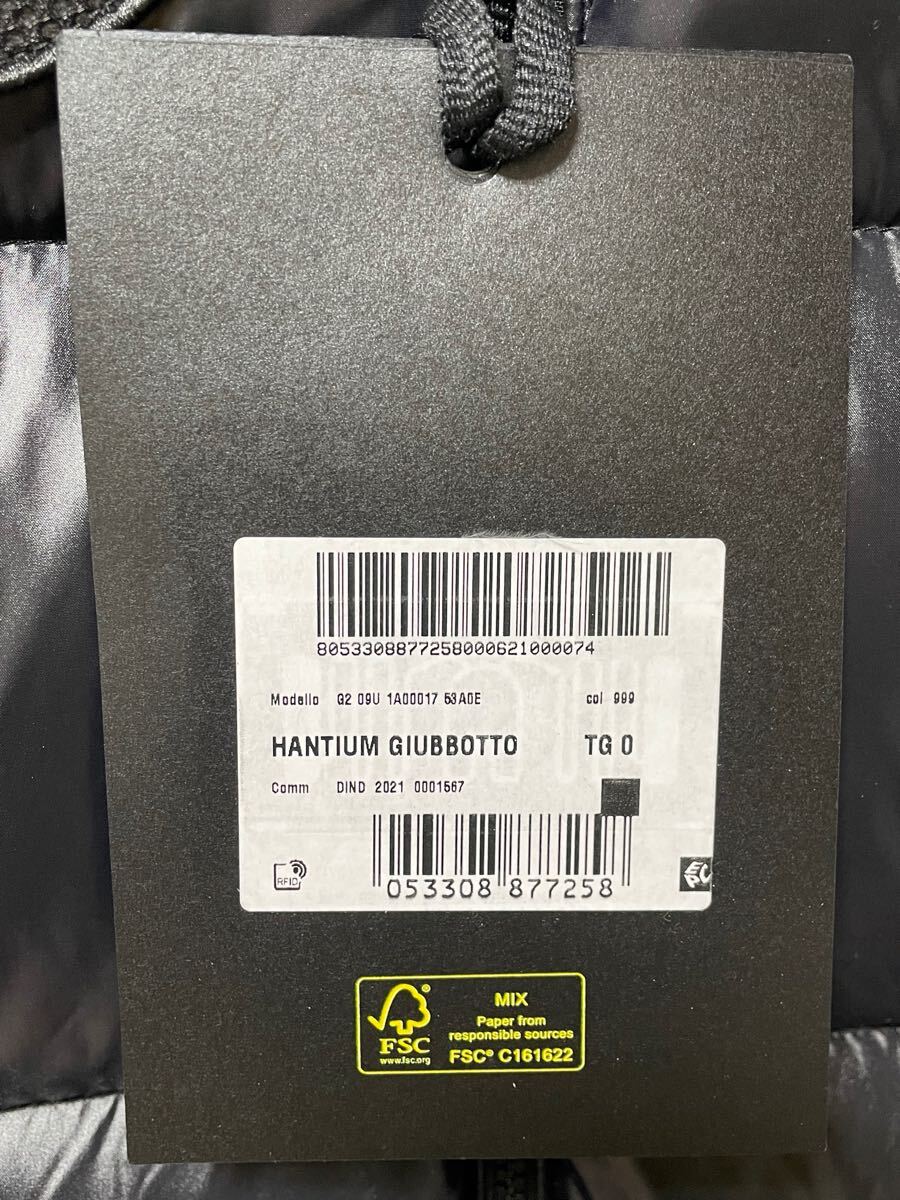 8053308877258000621000074
Modello G2 09U 1A00017 53A0E col 999
HANTIUM GIUBBOTTO TG 0
Comm DIND 2021 0001567
RFID
053308 877258
EPC
MIX
Paper from
responsible sources
FSC
www.fsc.org
FSC® C161622